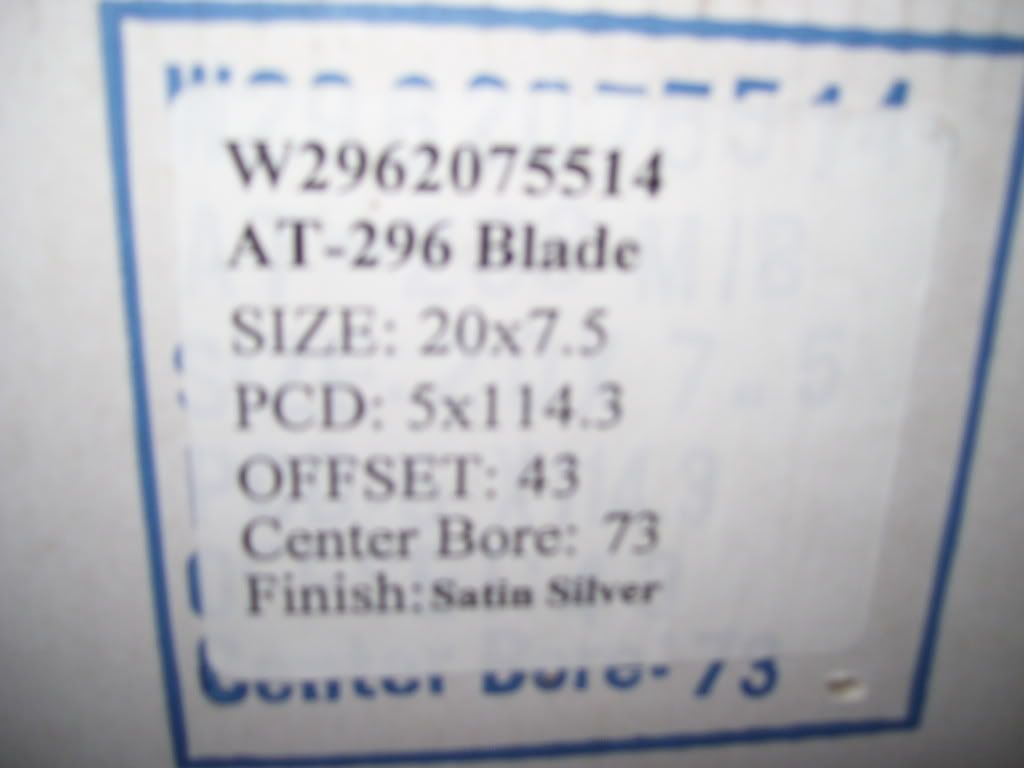 W2962075514
AT-296 Blade
SIZE: 20x7.5
PCD: 5x114.3
OFFSET: 43
Center Bore: 73
Finish:Satin Silver
Center Bore: 73